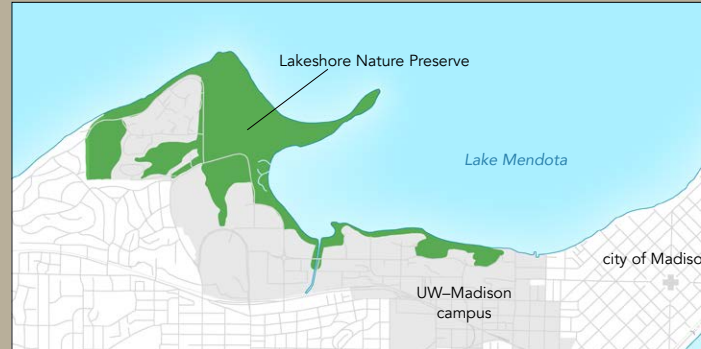 Lakeshore Nature Preserve
Lake Mendota
city of Madiso
UW–Madison
campus